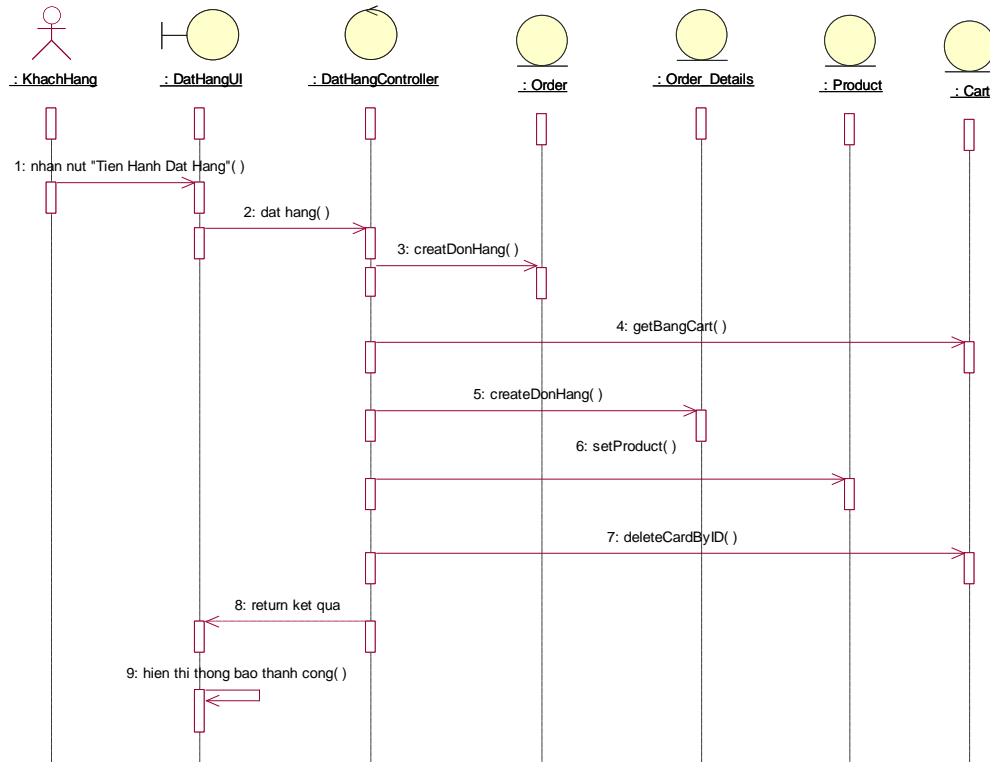 : KhachHang
: DatHangUI
: DatHangController
: Order
: Order_Details
: Product
: Cart
1: nhan nut "Tien Hanh Dat Hang"( )
2: dat hang( )
3: creatDonHang( )
4: getBangCart( )
5: createDonHang( )
6: setProduct( )
7: deleteCardByID( )
8: return ket qua
9: hien thi thong bao thanh cong( )